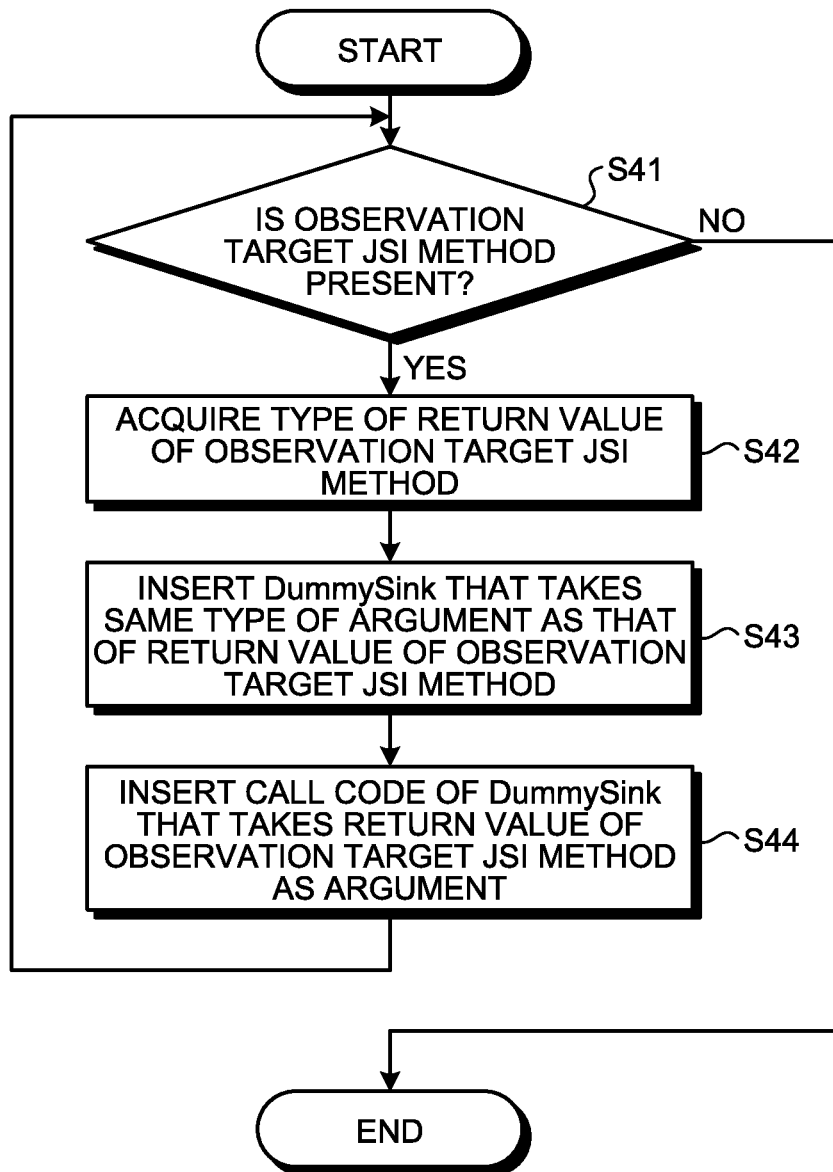 START
S41
IS OBSERVATION
TARGET JSI METHOD
PRESENT?
NO
YES
ACQUIRE TYPE OF RETURN VALUE
OF OBSERVATION TARGET JSI
METHOD
S42
INSERT DummySink THAT TAKES
SAME TYPE OF ARGUMENT AS THAT
OF RETURN VALUE OF OBSERVATION
TARGET JSI METHOD
S43
INSERT CALL CODE OF DummySink
THAT TAKES RETURN VALUE OF
OBSERVATION TARGET JSI METHOD
AS ARGUMENT
S44
END